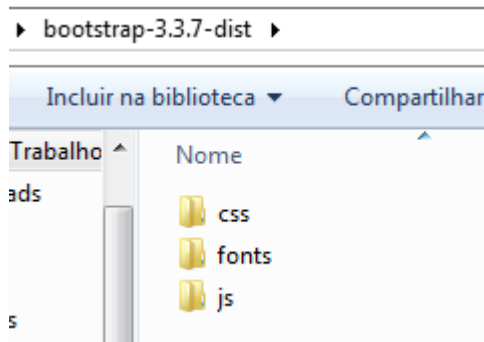 bootstrap-3.3.7-dist
Incluir na biblioteca Compartilhar
Trabalho Nome
ads
css
fonts
js
s